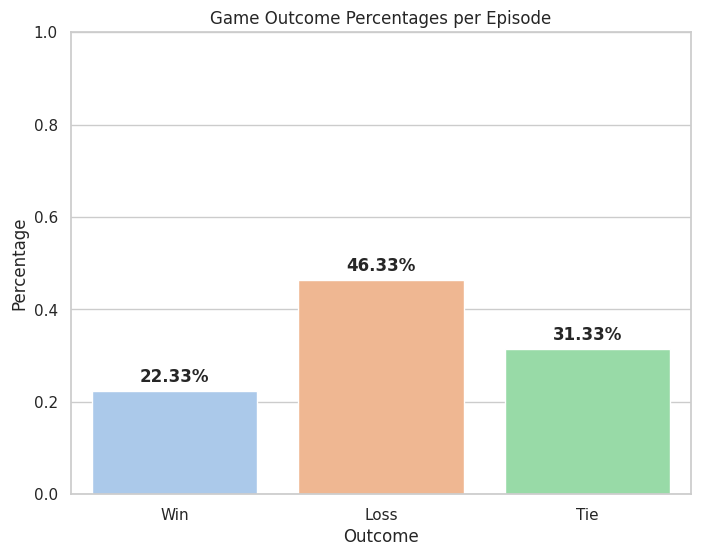 Game Outcome Percentages per Episode
1.0
0.8
0.6
0.4
0.2
0.0
Percentage
22.33%
46.33%
31.33%
Win
Loss
Tie
Outcome